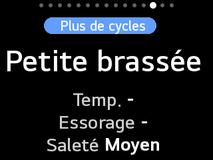 Plus de cycles
Petite brassée
Temp. -
Essorage -
Saleté Moyen